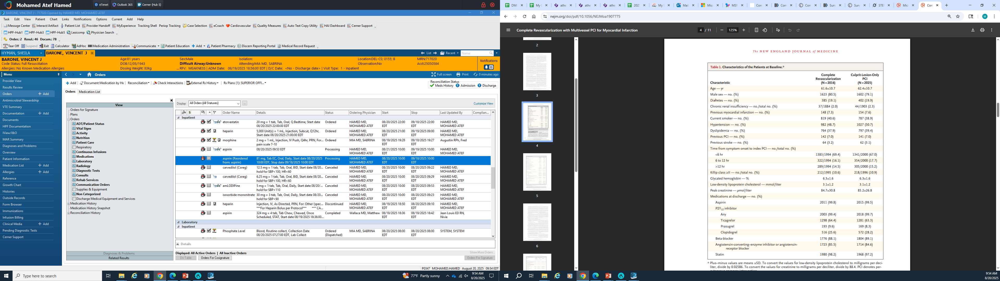 Mohamed Atef Hamed
eTenet Outlook 365 Cerner (Hub 5)
BARONE, VINCENT J - 717020 Opened by HAMED MD, MOHAMED ATEF
Task Edit View Patient Chart Links Notifications Options Current Add Help
Message Center Interact/Artifact Patient List Provider Handoff MyExperience Tracking Shell Periop Tracking Case Selection eCoach Cardiovascular Quality Measures Auto Text Copy Utility HAI Dashboard Cerner Support
HPF-Hub1 HPF-Hub3 HPF-Hub5 Lexicomp Physician Search
Order.: 2 Resul.: 46 Docum.: 78
Tear Off Suspend Exit Calculator AdHoc Medication Administration Communicate Patient Education Add Patient Pharmacy Discern Reporting Portal Medical Record Request
HYMAN, SHEILA BARONE, VINCENT J List Recent Name
BARONE, VINCENT J Age:81 years Sex:Male Isolation: Location:DEL-CS; 0155; B MRN:717020 Notifications
Code Status: Full Resuscitation DOB:12/05/1943 Difficult Airway:Unknown Attending:MIA MD, SABRINA Observation:No Acct:25050584
Allergies: No Known Medication Allergies Dosing Weight: 83kg ... RFV: WEAKNESS | ADM Date: 08/19/2025 18:56:00 EDT | D/C Date: <No - Discharge date> | Visit Type: 1 - Inpatient 0
Menu Orders Full screen Print 0 minutes ago
Provider View
Results Review
Orders Add
Antimicrobial Stewardship
VTE Summary
Documentation Add
Documents
HPF Documentation
IView/I&O
MAR Summary
Diagnoses and Problems
Overview
Patient Information
Medication List Add
Allergies Add
Reference
Growth Chart
Histories
Outside Records
Form Browser
Immunizations
Infusion Billing
Clinical Media Add
Pending Diagnostic Tests
Cerner Support
Add Document Medication by Hx Reconciliation Check Interactions External Rx History Rx Plans (1): SUPERIOR OFFI...
Reconciliation Status
Meds History Admission Discharge
Orders Medication List
View
Orders for Signature
Plans
Orders
ADT/Patient Status
Vital Signs
Activity
Nutrition
Patient Care
Respiratory
Continuous Infusions
Medications
Laboratory
Radiology
Diagnostic Tests
Consults
Rehab Services
Communication Orders
Supplies & Equipment
Non Categorized
Discharge Medical Equipment and Services
Medication History
Medication History Snapshot
Reconciliation History
Diagnoses & Problems
Related Results
Display: All Orders (All Statuses) ... Customize View
$ Order Name Details Status Ordering Physician Start Stop Last Updated By Complian...
Inpatient
atorvastatin 20 mg = 1 tab, Tab, Oral, Q Bedtime, Start date Ordered HAMED MD, 08/20/2025 22:00 09/18/2025 22:00 HAMED MD,
08/20/2025 22:00:00 EDT MOHAMED ATEF EDT EDT MOHAMED ATEF
heparin 5,000 Unit(s) = 1 mL, Injection, Subcut, Q12hr, Ordered HAMED MD, 08/20/2025 21:00 09/19/2025 09:00 HAMED MD,
Start date 08/20/2025 21:00:00 EDT MOHAMED ATEF EDT EDT MOHAMED ATEF
morphine 2 mg = 1 mL, Injection, IV Push, Q4hr, PRN, For... Ordered MIA MD, SABRINA 08/19/2025 19:28 09/18/2025 19:27 Augustin RPh, Fred
pain scale 7-10 EDT EDT
aspirin 08/20/2025 09:53 EDT Processing HAMED MD, 08/21/2025 10:00 09/19/2025 10:00 HAMED MD,
MOHAMED ATEF EDT EDT MOHAMED ATEF
aspirin (Reordered 81 mg, Tab EC, Oral, Daily, Start date 08/20/2025 Processing HAMED MD, 08/20/2025 10:00 09/18/2025 10:00
from: aspirin) 10:00 EDT, Stop date 09/18/2025 10:00 EDT MOHAMED ATEF EDT EDT
carvedilol (Coreg) 12.5 mg = 1 tab, Tab, Oral, BID, Start date 08/20... Canceled HAMED MD, 08/20/2025 10:00 08/20/2025 09:22 HAMED MD,
hold for SBP<100, HR<60 MOHAMED ATEF EDT EDT MOHAMED ATEF
carvedilol (Coreg) 6.25 mg = 1 tab, Tab, Oral, BID, Start date 08/20... Canceled HAMED MD, 08/20/2025 10:00 08/20/2025 09:29 HAMED MD,
hold for SBP<100, HR<60 MOHAMED ATEF EDT EDT MOHAMED ATEF
amLODIPine 5 mg = 1 tab, Tab, Oral, Daily, Start date 08/20/... Canceled HAMED MD, 08/20/2025 10:00 08/20/2025 09:53 HAMED MD,
hold for SBP<110 MOHAMED ATEF EDT EDT MOHAMED ATEF
isosorbide mononitrate 30 mg = 3 tab, Tab, Oral, Daily, Start date 08/20... Canceled HAMED MD, 08/20/2025 10:00 08/20/2025 09:23 HAMED MD,
hold for SBP<90 MOHAMED ATEF EDT EDT MOHAMED ATEF
heparin Injection, IV, As Directed, PRN, For: Other (spec... Discontinued HAMED MD, 08/19/2025 18:50 08/20/2025 09:10 HAMED MD,
***For Heparin Bolus per Protocol*** *** CA... MOHAMED ATEF EDT EDT MOHAMED ATEF
aspirin 324 mg = 4 tab, Tab Chew, Chewed, Once Completed Wallace MD, Matthew 08/19/2025 18:36 08/19/2025 18:42 Jean Louis ED RN,
Scheduled, STAT, Start date 08/19/2025 18:36:00... EDT EDT Nivie
Laboratory
Inpatient
Phosphate Level Blood, Routine collect, Collection Date Ordered MIA MD, SABRINA 08/20/2025 08:00 08/20/2025 08:00 SYSTEM, SYSTEM
08/20/2025 07:27:00 EDT, Lab Collect (Dispatched) EDT EDT
Details
Displayed: All Active Orders | All Inactive Orders Show More Orders...
Dx Table Orders For Cosignature Orders For Signature
P0347 MOHAMED.HAMED August 20, 2025 09:54 EDT
Type here to search 77°F Partly sunny 9:54 AM
8/20/2025
DM My atha athe athe 202 My Mail Micr MSN Con Con Con Surv Surv STE Micr Con
nejm.org/doi/pdf/10.1056/NEJMoa1907775 M
Complete Revascularization with Multivessel PCI for Myocardial Infarction 4 / 11 125%
2
3
4
5
6
The NEW ENGLAND JOURNAL of MEDICINE
Table 1. Characteristics of the Patients at Baseline.*
Characteristic Complete Revascularization (N=2016) Culprit-Lesion-Only PCI (N=2025)
Age — yr 61.6±10.7 62.4±10.7
Male sex — no. (%) 1623 (80.5) 1602 (79.1)
Diabetes — no. (%) 385 (19.1) 402 (19.9)
Chronic renal insufficiency — no./total no. (%) 37/1884 (2.0) 44/1903 (2.3)
Previous myocardial infarction — no. (%) 148 (7.3) 154 (7.6)
Current smoker — no. (%) 819 (40.6) 787 (38.9)
Hypertension — no. (%) 982 (48.7) 1027 (50.7)
Dyslipidemia — no. (%) 764 (37.9) 797 (39.4)
Previous PCI — no. (%) 142 (7.0) 141 (7.0)
Previous stroke — no. (%) 64 (3.2) 62 (3.1)
Time from symptom onset to index PCI — no./total no. (%)
<6 hr 1383/1994 (69.4) 1341/2000 (67.0)
6 to 12 hr 322/1994 (16.1) 354/2000 (17.7)
>12 hr 289/1994 (14.5) 305/2000 (15.2)
Killip class ≥II — no./total no. (%) 212/1995 (10.6) 218/1996 (10.9)
Glycated hemoglobin — % 6.3±1.6 6.3±1.6
Low-density lipoprotein cholesterol — mmol/liter 3.1±1.2 3.1±1.2
Peak creatinine — μmol/liter 84.7±30.8 85.2±26.8
Medications at discharge — no. (%)
Aspirin 2011 (99.8) 2015 (99.5)
P2Y12 inhibitor
Any 2003 (99.4) 2018 (99.7)
Ticagrelor 1298 (64.4) 1281 (63.3)
Prasugrel 193 (9.6) 169 (8.3)
Clopidogrel 516 (25.6) 572 (28.2)
Beta-blocker 1776 (88.1) 1804 (89.1)
Angiotensin-converting–enzyme inhibitor or angiotensin- 1723 (85.5) 1714 (84.6)
receptor blocker
Statin 1980 (98.2) 1968 (97.2)
* Plus–minus values are means ±SD. To convert the values for low-density lipoprotein cholesterol to milligrams per deci-
liter, divide by 0.02586. To convert the values for creatinine to milligrams per deciliter, divide by 88.4. PCI denotes per-
9:54 AM
8/20/2025